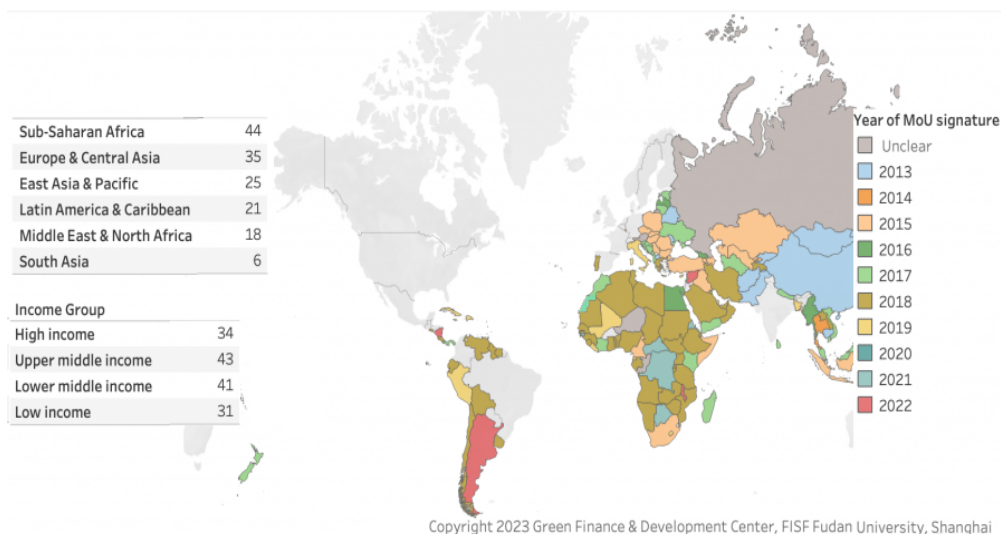 Sub-Saharan Africa 44
Europe & Central Asia 35
East Asia & Pacific 25
Latin America & Caribbean 21
Middle East & North Africa 18
South Asia 6
Income Group
High income 34
Upper middle income 43
Lower middle income 41
Low income 31
Year of MoU signature
Unclear
2013
2014
2015
2016
2017
2018
2019
2020
2021
2022
Copyright 2023 Green Finance & Development Center, FISF Fudan University, Shanghai